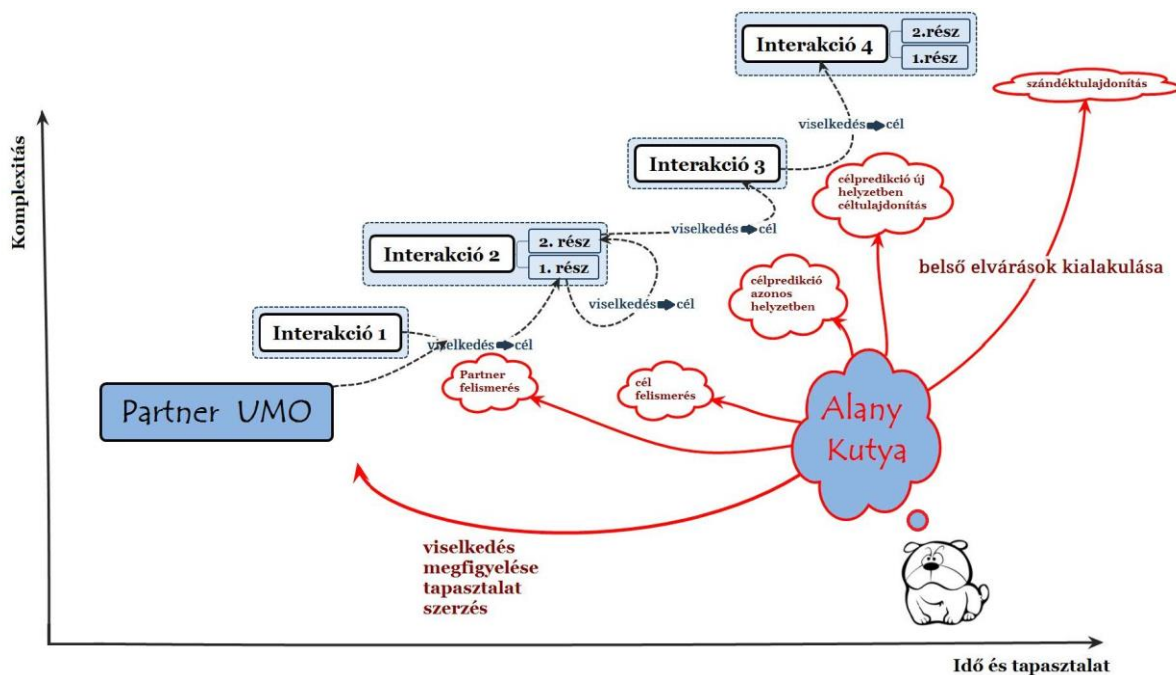 Interakció 4
2.rész
1.rész
szándéktulajdonítás
Komplexitás
viselkedés cél
Interakció 3
célpredikció új
helyzetben
céltulajdonítás
viselkedés cél
Interakció 2
2. rész
1. rész
belső elvárások kialakulása
célpredikció
azonos
helyzetben
viselkedés cél
Interakció 1
viselkedés cél
Partner
felismerés
cél
felismerés
Partner UMO
Alany
Kutya
viselkedés
megfigyelése
tapasztalat
szerzés
Idő és tapasztalat